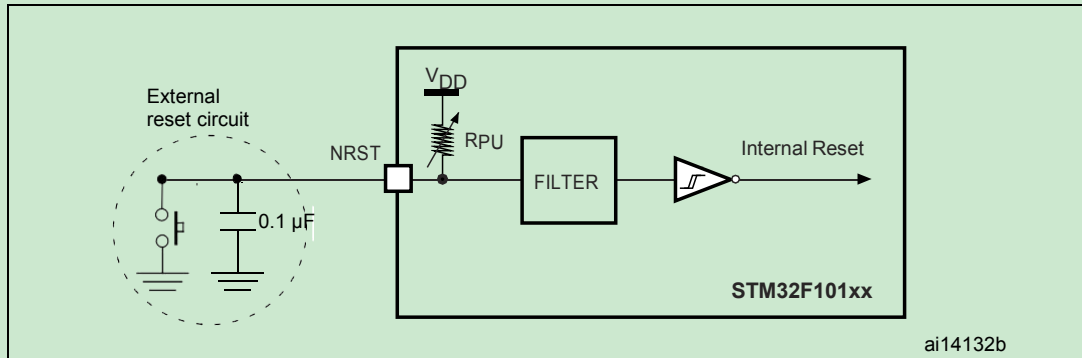 External
reset circuit
VDD
RPU
NRST
FILTER
Internal Reset
0.1 µF
STM32F101xx
ai14132b